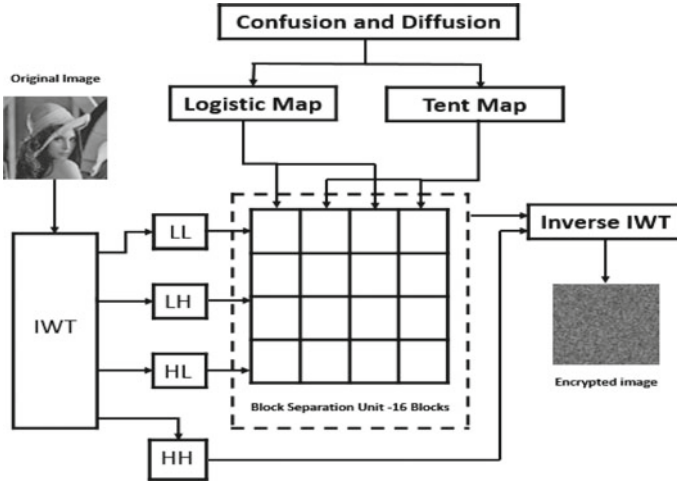 Confusion and Diffusion
Original Image
Logistic Map
Tent Map
LL
Inverse IWT
IWT
LH
HL
Encrypted image
Block Separation Unit -16 Blocks
HH